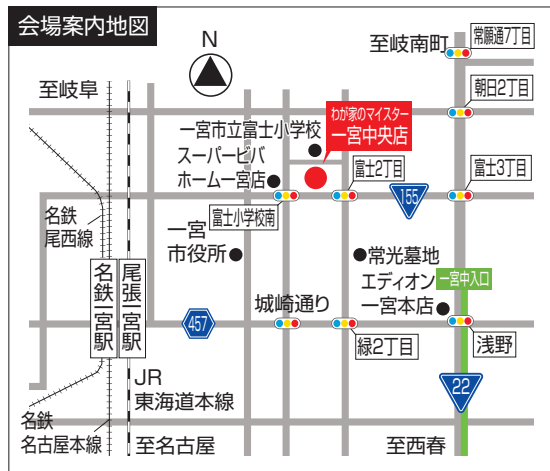 会場案内地図
N
至岐南町
常願通7丁目
至岐阜
朝日2丁目
わが家のマイスター
一宮中央店
一宮市立富士小学校
スーパービバ
ホーム一宮店
富士2丁目
富士3丁目
155
名鉄
尾西線
富士小学校南
一宮
市役所
常光墓地
エディオン
一宮本店
一宮中入口
名鉄一宮駅
尾張一宮駅
457
城崎通り
緑2丁目
浅野
22
JR
東海道本線
名鉄
名古屋本線
至名古屋
至西春